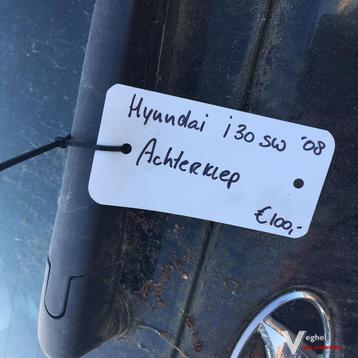 Hyundai i30 SW '08
Achterklep
€100,-
Veghel